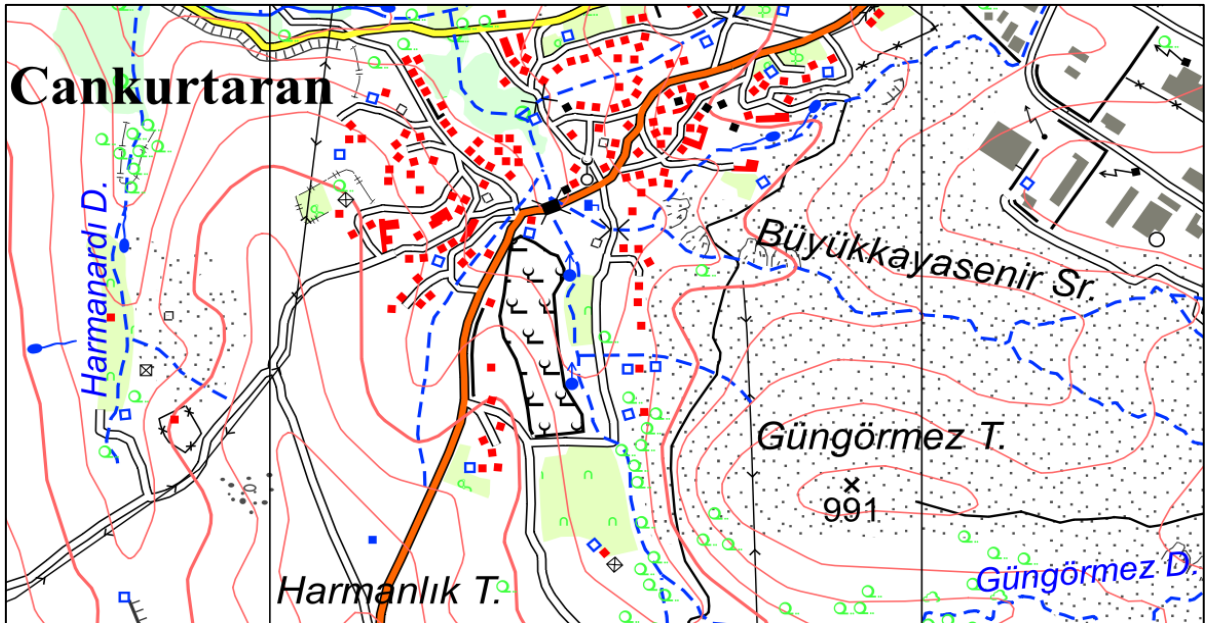 Cankurtaran
Harmanardı D.
Büyükkayasenir Sr.
Güngörmez T.
991
Harmanlık T.
Güngörmez D.